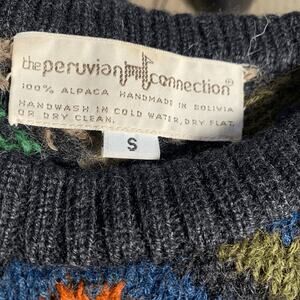 the peruvian connection®
100% ALPACA HANDMADE IN BOLIVIA
HANDWASH IN COLD WATER, DRY FLAT.
OR DRY CLEAN.
S